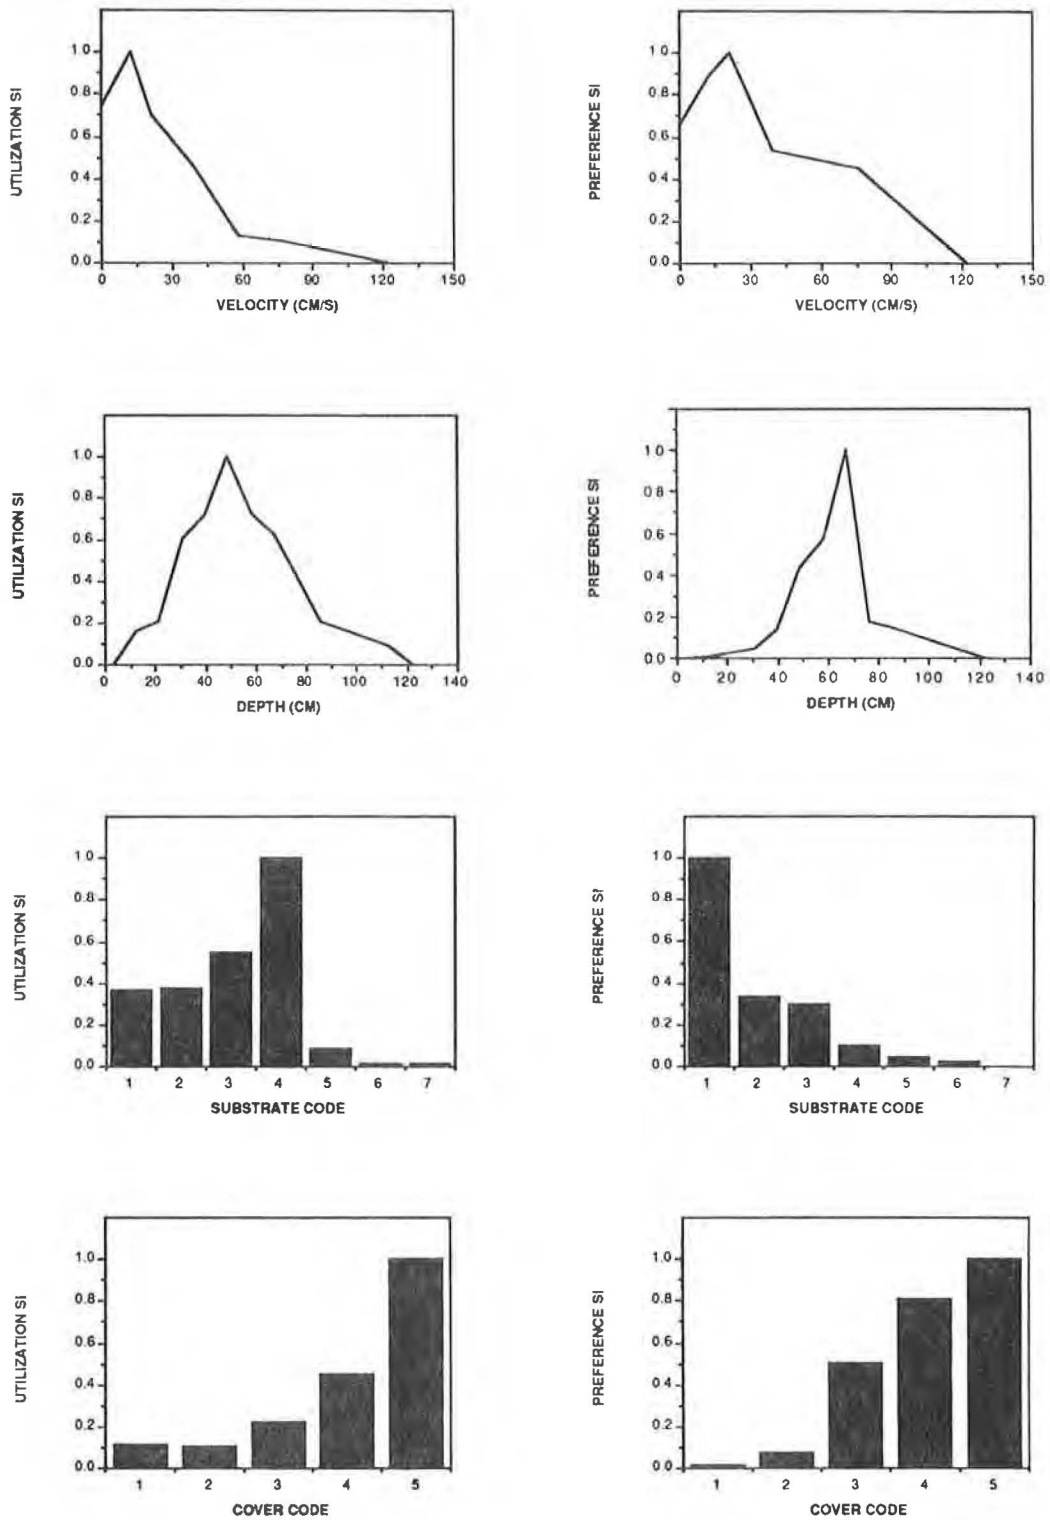 UTILIZATION SI
1.0
0.8
0.6
0.4
0.2
0.0
0 30 60 90 120 150
VELOCITY (CM/S)
PREFERENCE SI
1.0
0.8
0.6
0.4
0.2
0.0
0 30 60 90 120 150
VELOCITY (CM/S)
UTILIZATION SI
1.0
0.8
0.6
0.4
0.2
0.0
0 20 40 60 80 100 120 140
DEPTH (CM)
PREFERENCE SI
1.0
0.8
0.6
0.4
0.2
0.0
0 20 40 60 80 100 120 140
DEPTH (CM)
UTILIZATION SI
1.0
0.8
0.6
0.4
0.2
0.0
1 2 3 4 5 6 7
SUBSTRATE CODE
PREFERENCE SI
1.0
0.8
0.6
0.4
0.2
0.0
1 2 3 4 5 6 7
SUBSTRATE CODE
UTILIZATION SI
1.0
0.8
0.6
0.4
0.2
0.0
1 2 3 4 5
COVER CODE
PREFERENCE SI
1.0
0.8
0.6
0.4
0.2
0.0
1 2 3 4 5
COVER CODE